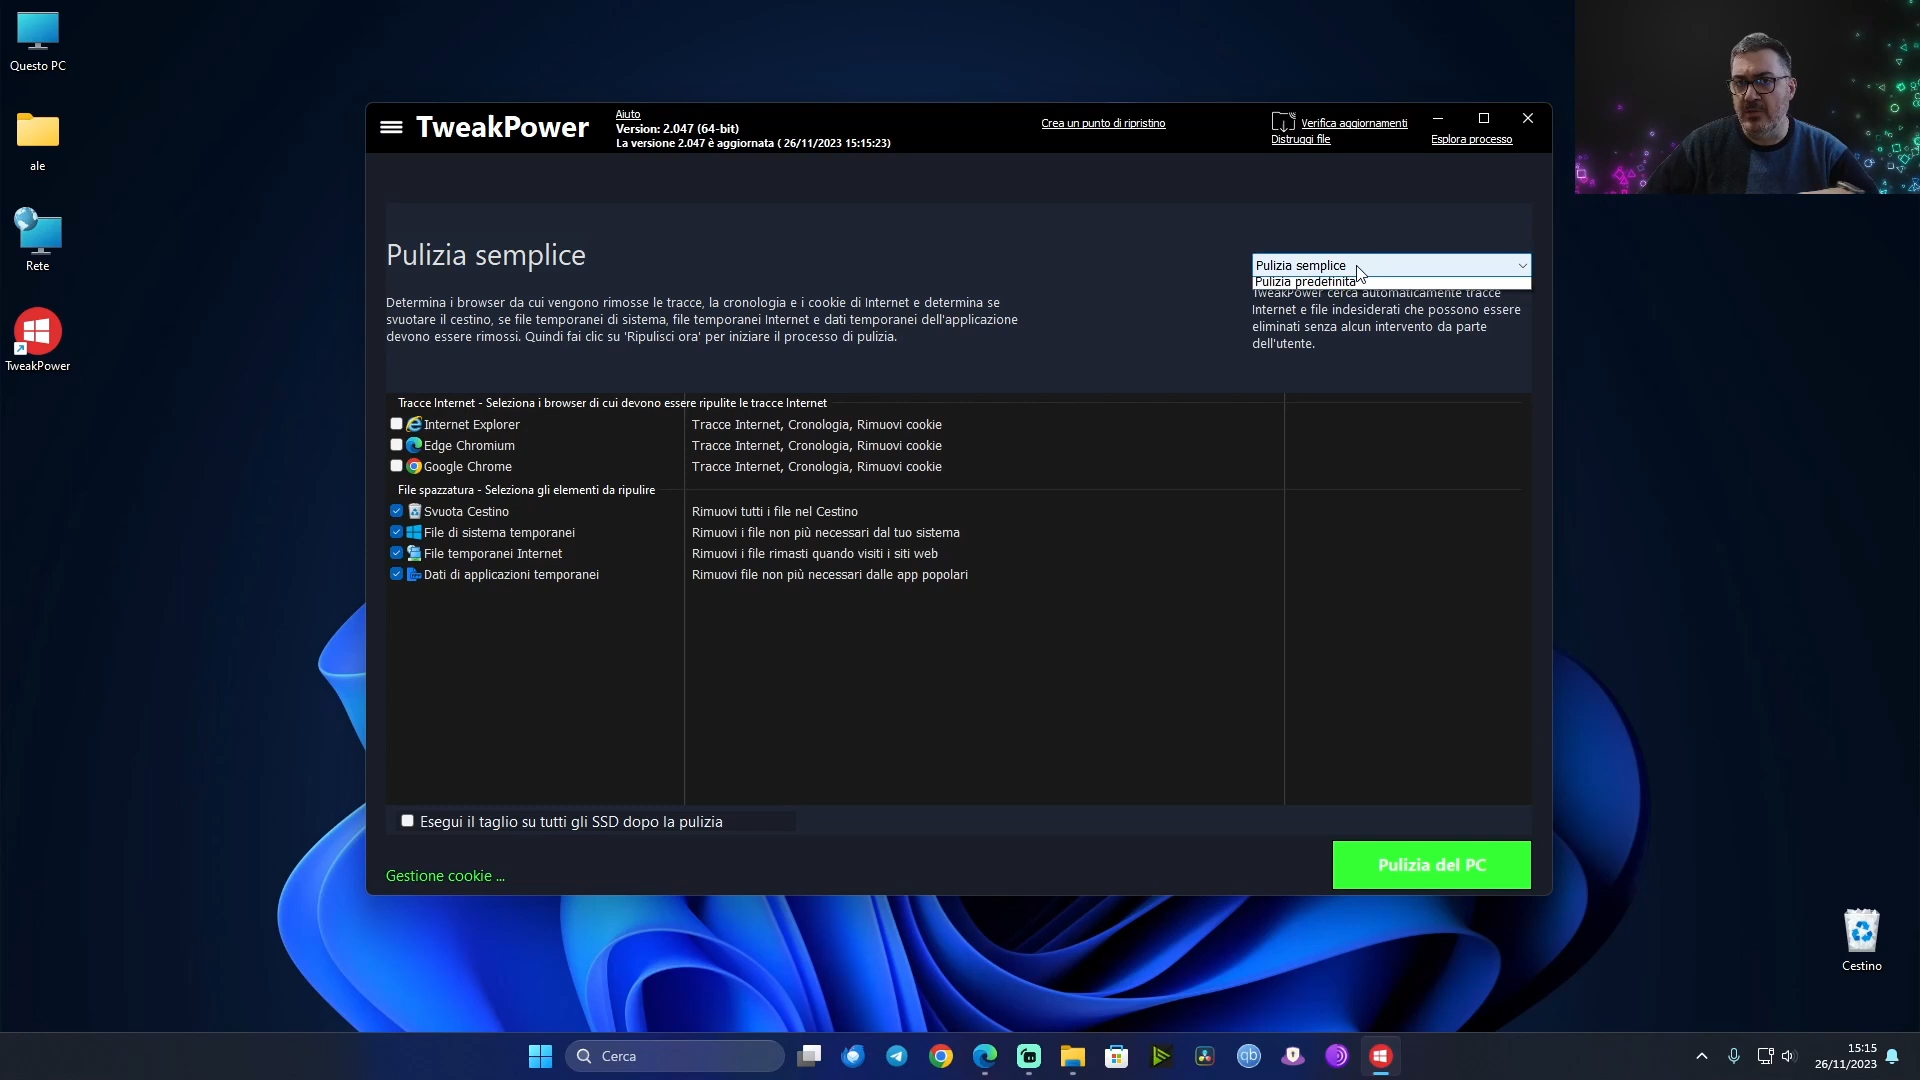 Questo PC
ale
Rete
TweakPower
TweakPower
Aiuto
Version: 2.047 (64-bit)
La versione 2.047 è aggiornata ( 26/11/2023 15:15:23)
Crea un punto di ripristino
Verifica aggiornamenti
Distruggi file
Esplora processo
Pulizia semplice
Determina i browser da cui vengono rimosse le tracce, la cronologia e i cookie di Internet e determina se
svuotare il cestino, se file temporanei di sistema, file temporanei Internet e dati temporanei dell'applicazione
devono essere rimossi. Quindi fai clic su 'Ripulisci ora' per iniziare il processo di pulizia.
Pulizia semplice
Pulizia predefinita
TweakPower cerca automaticamente tracce
Internet e file indesiderati che possono essere
eliminati senza alcun intervento da parte
dell'utente.
Tracce Internet - Seleziona i browser di cui devono essere ripulite le tracce Internet
Internet Explorer Tracce Internet, Cronologia, Rimuovi cookie
Edge Chromium Tracce Internet, Cronologia, Rimuovi cookie
Google Chrome Tracce Internet, Cronologia, Rimuovi cookie
File spazzatura - Seleziona gli elementi da ripulire
Svuota Cestino Rimuovi tutti i file nel Cestino
File di sistema temporanei Rimuovi i file non più necessari dal tuo sistema
File temporanei Internet Rimuovi i file rimasti quando visiti i siti web
Dati di applicazioni temporanei Rimuovi file non più necessari dalle app popolari
Esegui il taglio su tutti gli SSD dopo la pulizia
Gestione cookie ...
Pulizia del PC
Cestino
Cerca
qb
15:15
26/11/2023